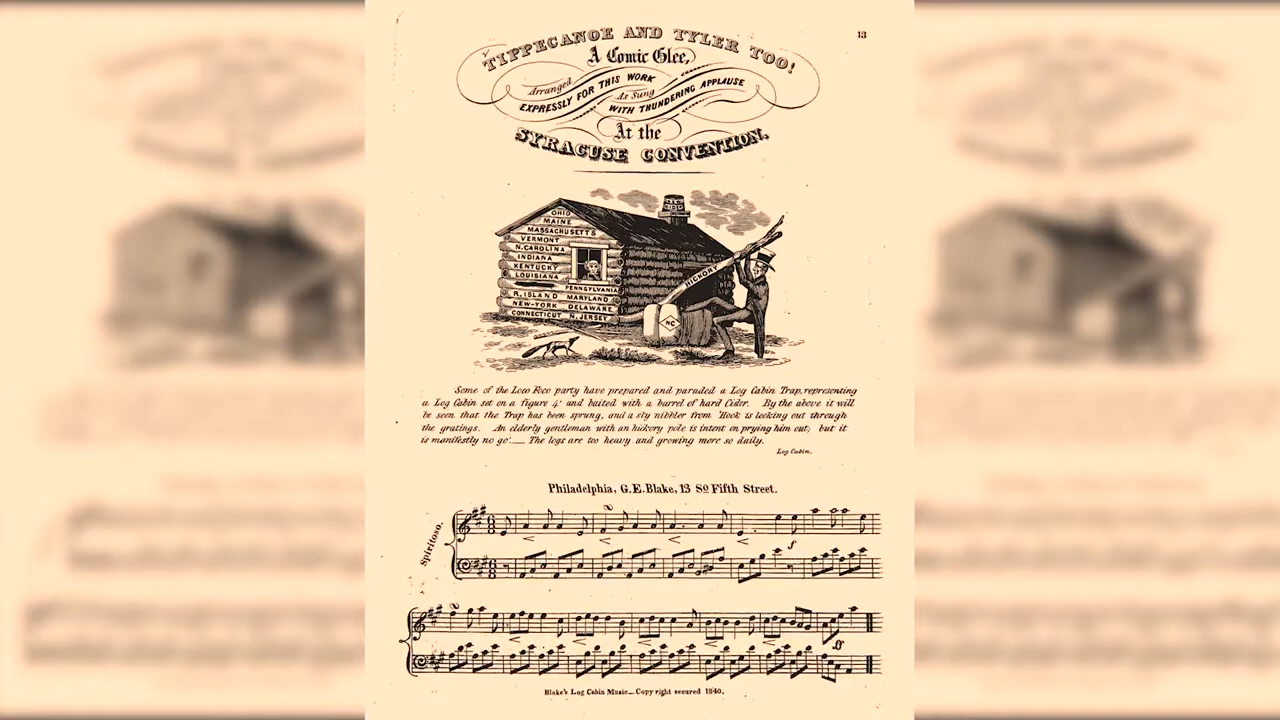 13
TIPPECANOE AND TYLER TOO!
A Comic Glee,
Arranged
EXPRESSLY FOR THIS WORK
As Sung
WITH THUNDERING APPLAUSE
At the
SYRACUSE CONVENTION.
HARD
CIDER
OHIO
MAINE
MASSACHUSETTS
VERMONT
N. CAROLINA
INDIANA
KENTUCKY
LOUISIANA
PENNSYLVANIA
R. ISLAND MARYLAND
NEW-YORK DELAWARE
CONNECTICUT N. JERSEY
HICKORY
NC
Some of the Loco Foco party have prepared and paraded a Log Cabin Trap, representing
a Log Cabin set on a figure 4' and baited with a barrel of hard Cider. By the above it will
be seen that the Trap has been sprung, and a sly nibbler from 'Hook is looking out through
the gratings. An elderly gentleman with an hickory pole is intent on prying him out; but it
is manifestly no go'.— The logs are too heavy and growing more so daily.
Log Cabin.
Philadelphia, G. E. Blake, 13 So Fifth Street.
Spiritoso.
6 8
6 8
f
Blake's Log Cabin Music_ Copy right secured 1840.